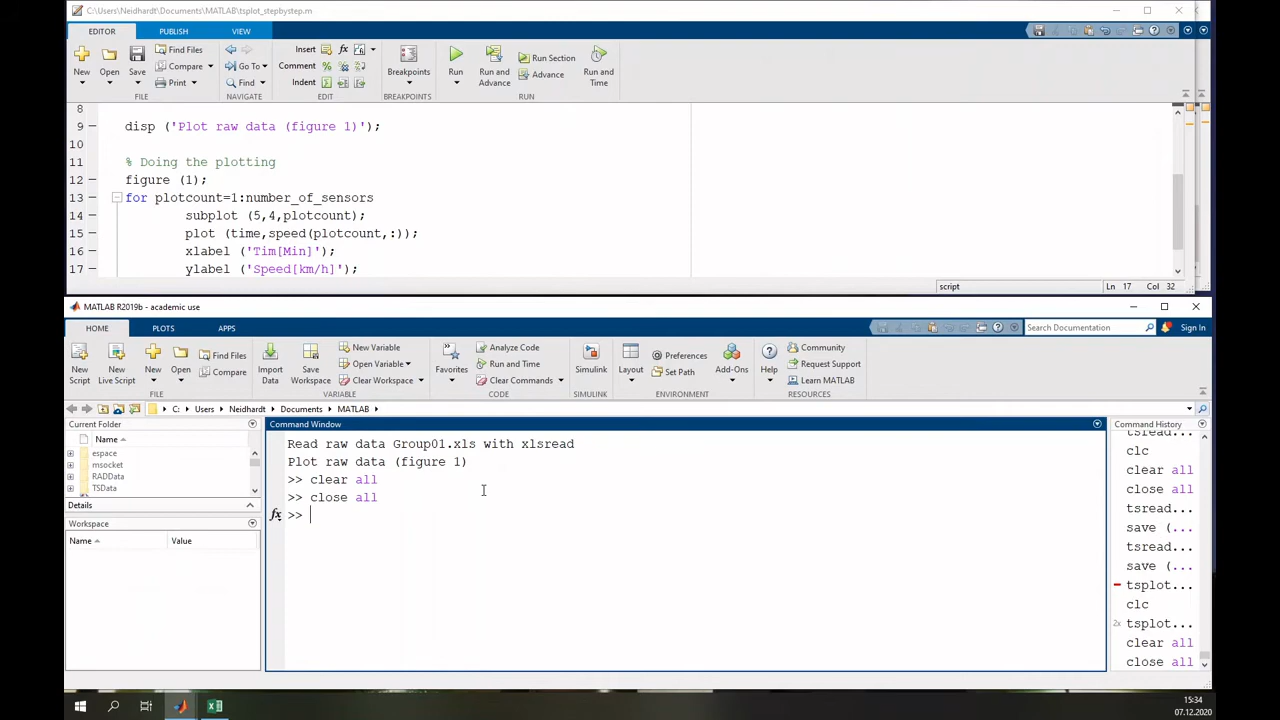 C:\Users\Neidhardt\Documents\MATLAB\tsplot_stepbystep.m
EDITOR PUBLISH VIEW
New Open Save Find Files Compare Print
Go To Find
Insert fx
Comment
Indent
Breakpoints
Run Run and Advance Run Section Advance Run and Time
FILE NAVIGATE EDIT BREAKPOINTS RUN
8
9 disp ('Plot raw data (figure 1)');
10
11 % Doing the plotting
12 figure (1);
13 for plotcount=1:number_of_sensors
14 subplot (5,4,plotcount);
15 plot (time,speed(plotcount,:));
16 xlabel ('Tim[Min]');
17 ylabel ('Speed[km/h]');
script Ln 17 Col 32
MATLAB R2019b - academic use
HOME PLOTS APPS
Search Documentation Sign In
New Script New Live Script New Open Find Files Compare
Import Data Save Workspace New Variable Open Variable Clear Workspace
Favorites Analyze Code Run and Time Clear Commands
Simulink Layout Preferences Set Path Add-Ons
Help Community Request Support Learn MATLAB
FILE VARIABLE CODE SIMULINK ENVIRONMENT RESOURCES
C: Users Neidhardt Documents MATLAB
Current Folder
Name
espace
msocket
RADData
TSData
Details
Workspace
Name Value
Command Window
Read raw data Group01.xls with xlsread
Plot raw data (figure 1)
>> clear all
>> close all
fx >>
Command History
tsread...
clc
clear all
close all
tsread...
save (...
tsread...
save (...
tsplot...
clc
2x tsplot...
clear all
close all
15:34
07.12.2020